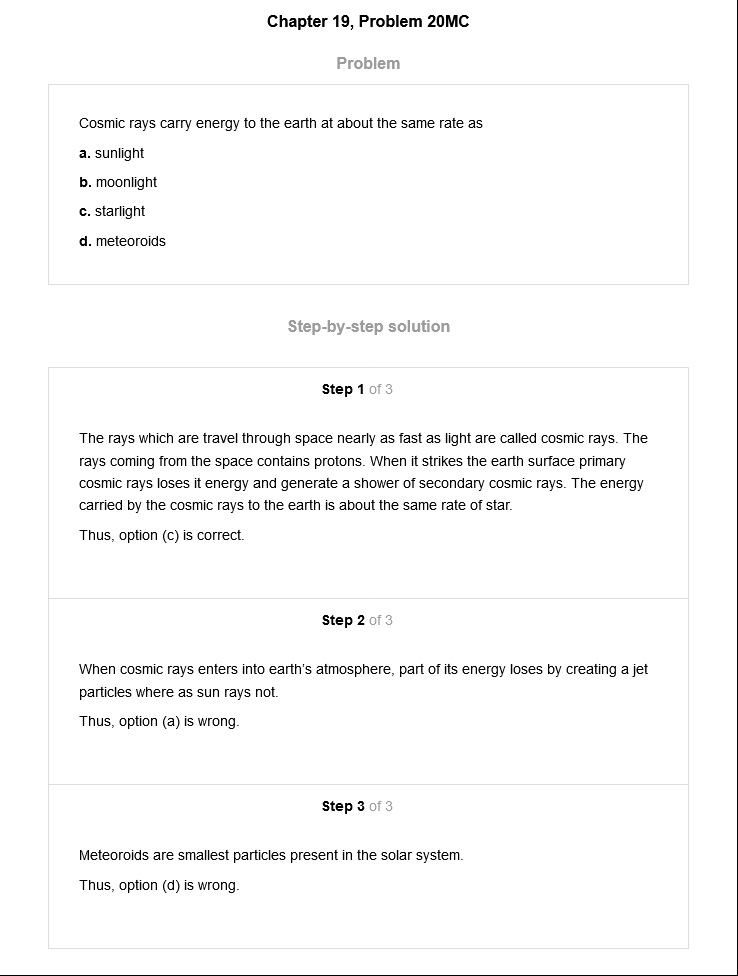 Chapter 19, Problem 20MC
Problem
Cosmic rays carry energy to the earth at about the same rate as
a. sunlight
b. moonlight
c. starlight
d. meteoroids
Step-by-step solution
Step 1 of 3
The rays which are travel through space nearly as fast as light are called cosmic rays. The
rays coming from the space contains protons. When it strikes the earth surface primary
cosmic rays loses it energy and generate a shower of secondary cosmic rays. The energy
carried by the cosmic rays to the earth is about the same rate of star.
Thus, option (c) is correct.
Step 2 of 3
When cosmic rays enters into earth's atmosphere, part of its energy loses by creating a jet
particles where as sun rays not.
Thus, option (a) is wrong.
Step 3 of 3
Meteoroids are smallest particles present in the solar system.
Thus, option (d) is wrong.